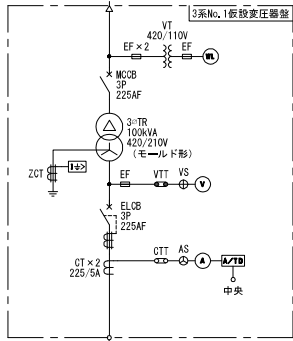 3系No.1仮設変圧器盤
VT
420/110V
EF×2
EF
WL
MCCB
3P
225AF
3∅TR
100kVA
420/210V
(モールド形)
ZCT
I⏚>
EF
VTT
VS
V
ELCB
3P
225AF
CT×2
225/5A
CTT
AS
A
A/TD
中央